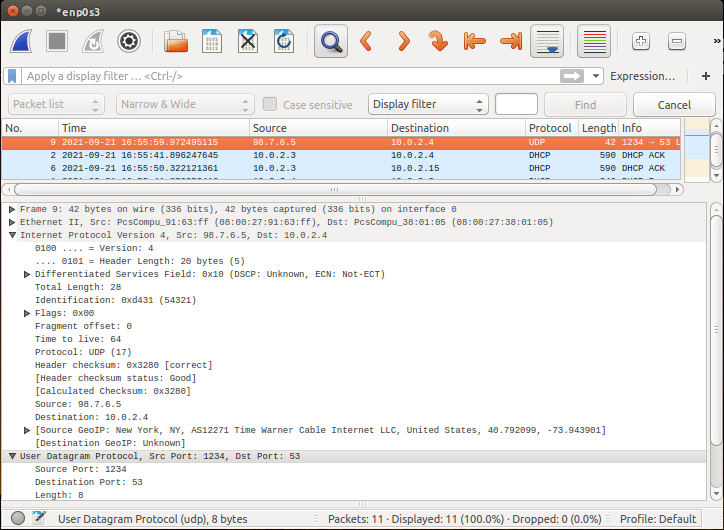 *enp0s3
Apply a display filter ... <Ctrl-/>
Expression…
+
Packet list
Narrow & Wide
Case sensitive
Display filter
Find
Cancel
No. Time Source Destination Protocol Length Info
9 2021-09-21 16:55:59.972495115 98.7.6.5 10.0.2.4 UDP 42 1234 → 53 L
2 2021-09-21 16:55:41.896247645 10.0.2.3 10.0.2.4 DHCP 590 DHCP ACK
6 2021-09-21 16:55:50.322121361 10.0.2.3 10.0.2.15 DHCP 590 DHCP ACK
Frame 9: 42 bytes on wire (336 bits), 42 bytes captured (336 bits) on interface 0
Ethernet II, Src: PcsCompu_91:63:ff (08:00:27:91:63:ff), Dst: PcsCompu_38:01:05 (08:00:27:38:01:05)
Internet Protocol Version 4, Src: 98.7.6.5, Dst: 10.0.2.4
0100 .... = Version: 4
.... 0101 = Header Length: 20 bytes (5)
Differentiated Services Field: 0x10 (DSCP: Unknown, ECN: Not-ECT)
Total Length: 28
Identification: 0xd431 (54321)
Flags: 0x00
Fragment offset: 0
Time to live: 64
Protocol: UDP (17)
Header checksum: 0x3280 [correct]
[Header checksum status: Good]
[Calculated Checksum: 0x3280]
Source: 98.7.6.5
Destination: 10.0.2.4
[Source GeoIP: New York, NY, AS12271 Time Warner Cable Internet LLC, United States, 40.792099, -73.943901]
[Destination GeoIP: Unknown]
User Datagram Protocol, Src Port: 1234, Dst Port: 53
Source Port: 1234
Destination Port: 53
Length: 8
User Datagram Protocol (udp), 8 bytes
Packets: 11 · Displayed: 11 (100.0%) · Dropped: 0 (0.0%)
Profile: Default